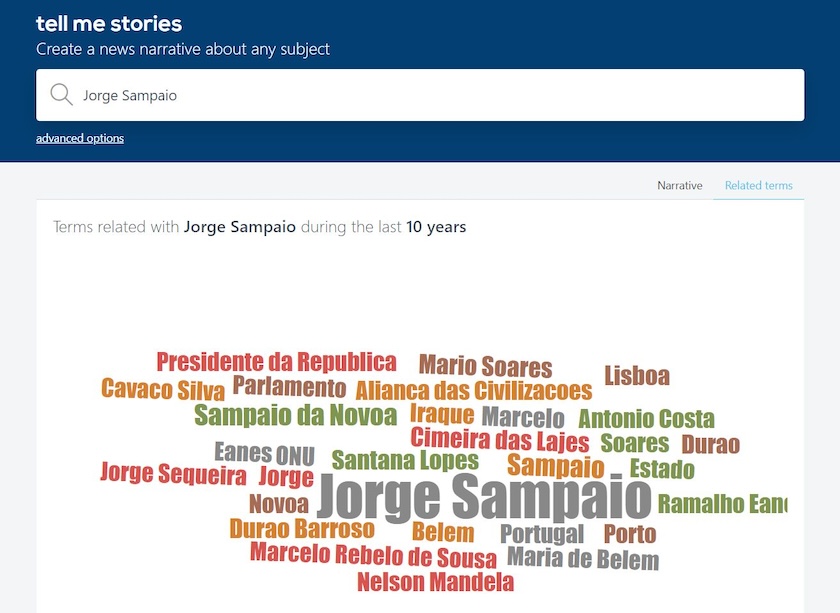 tell me stories
Create a news narrative about any subject
Jorge Sampaio
advanced options
Narrative Related terms
Terms related with Jorge Sampaio during the last 10 years
Presidente da Republica Mario Soares Lisboa
Cavaco Silva Parlamento Alianca das Civilizacoes
Sampaio da Novoa Iraque Marcelo Antonio Costa
Cimeira das Lajes Soares Durao
Eanes ONU Santana Lopes Sampaio Estado
Jorge Sequeira Jorge
Novoa Jorge Sampaio Ramalho Ean
Durao Barroso Belem Portugal Porto
Marcelo Rebelo de Sousa Maria de Belem
Nelson Mandela